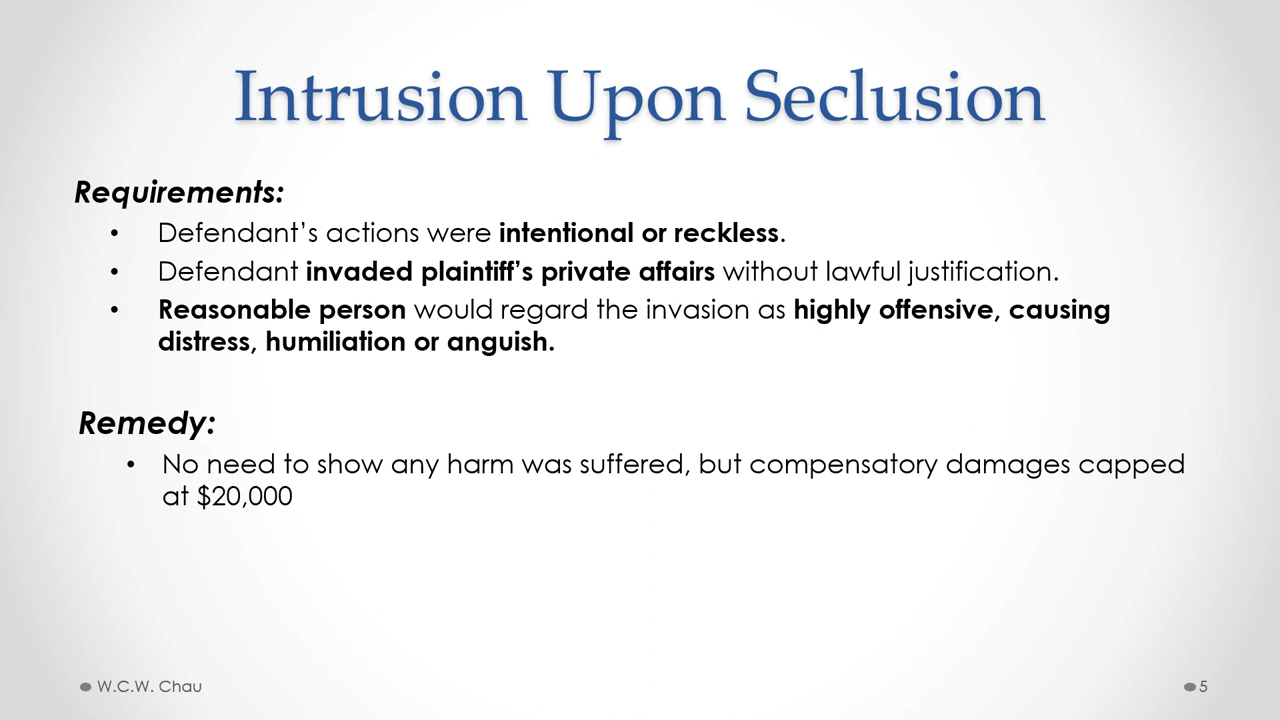 Intrusion Upon Seclusion
Requirements:
• Defendant’s actions were intentional or reckless.
• Defendant invaded plaintiff’s private affairs without lawful justification.
• Reasonable person would regard the invasion as highly offensive, causing
distress, humiliation or anguish.
Remedy:
• No need to show any harm was suffered, but compensatory damages capped
at $20,000
W.C.W. Chau
5